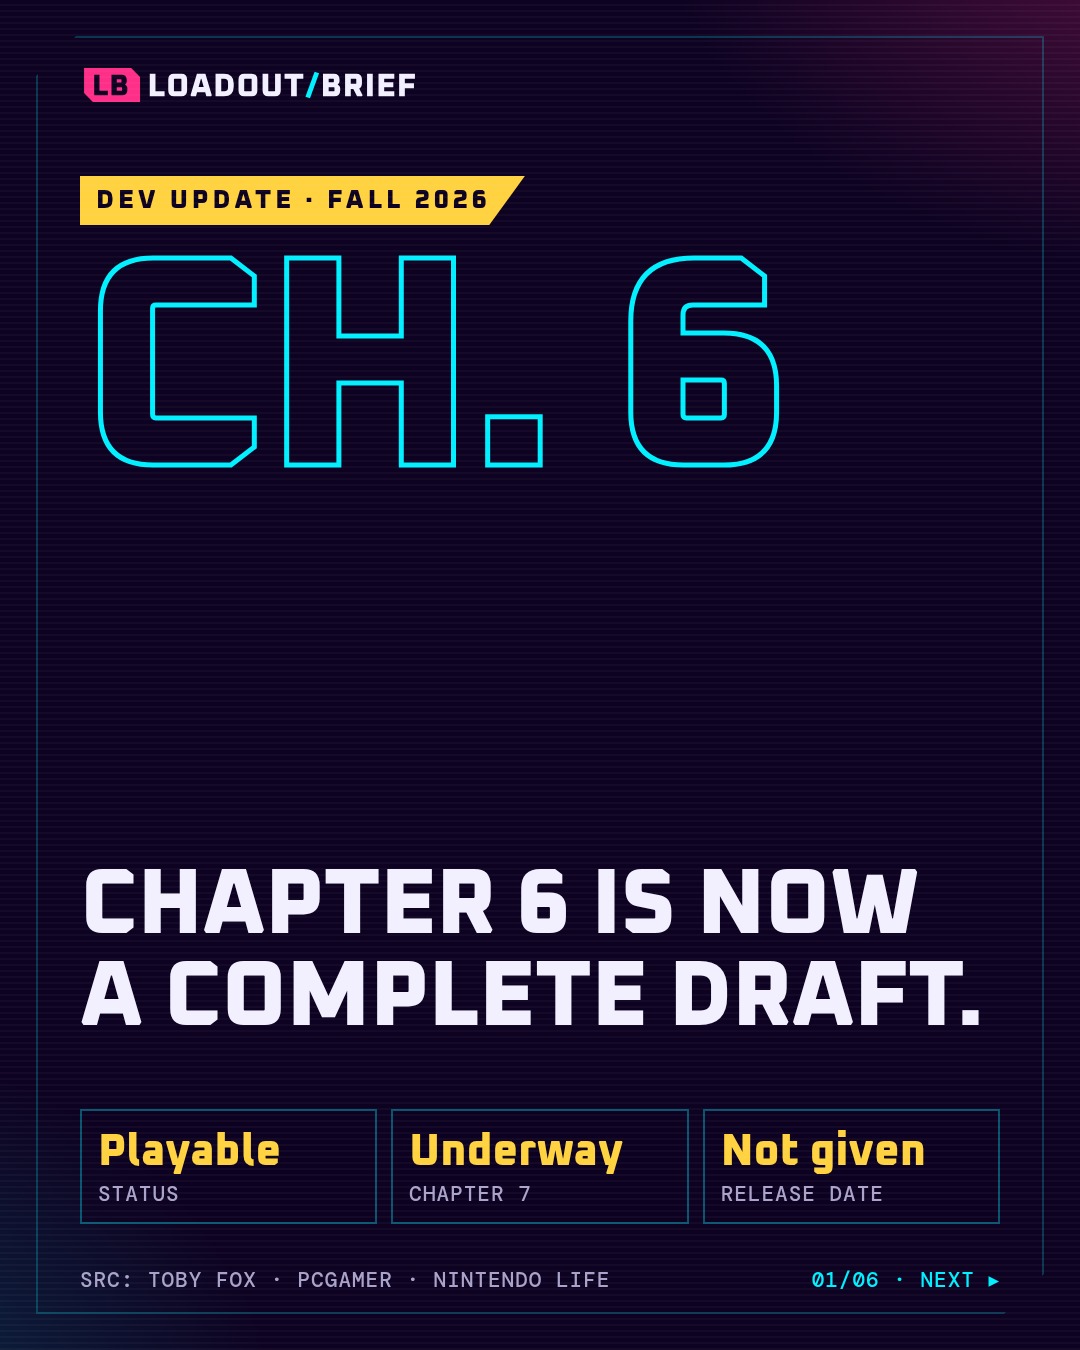 LB LOADOUT/BRIEF
DEV UPDATE · FALL 2026
CH. 6
CHAPTER 6 IS NOW
A COMPLETE DRAFT.
Playable
STATUS
Underway
CHAPTER 7
Not given
RELEASE DATE
SRC: TOBY FOX · PCGAMER · NINTENDO LIFE
01/06 · NEXT ▶